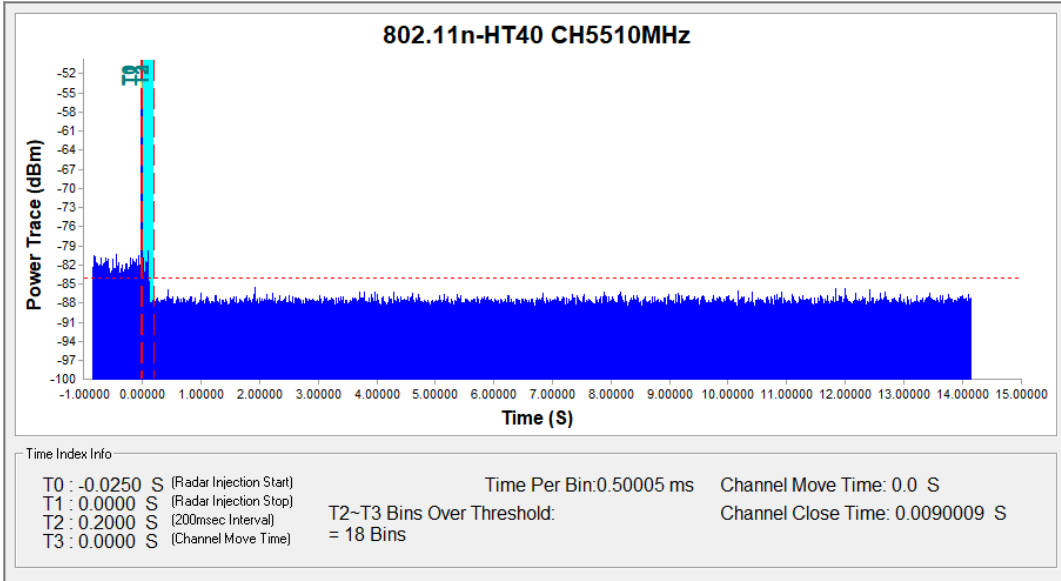 802.11n-HT40 CH5510MHz
Power Trace (dBm)
-52
-55
-58
-61
-64
-67
-70
-73
-76
-79
-82
-85
-88
-91
-94
-97
-100
-1.00000 0.00000 1.00000 2.00000 3.00000 4.00000 5.00000 6.00000 7.00000 8.00000 9.00000 10.00000 11.00000 12.00000 13.00000 14.00000 15.00000
Time (S)
Time Index Info
T0 : -0.0250 S (Radar Injection Start)
T1 : 0.0000 S (Radar Injection Stop)
T2 : 0.2000 S (200msec Interval)
T3 : 0.0000 S (Channel Move Time)
Time Per Bin:0.50005 ms
T2~T3 Bins Over Threshold:
= 18 Bins
Channel Move Time: 0.0 S
Channel Close Time: 0.0090009 S